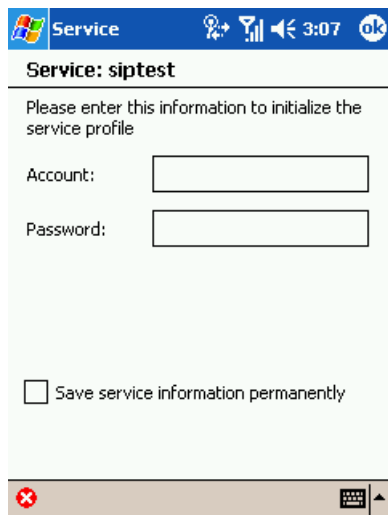 Service 3:07 ok
Service: siptest
Please enter this information to initialize the
service profile
Account:
Password:
Save service information permanently